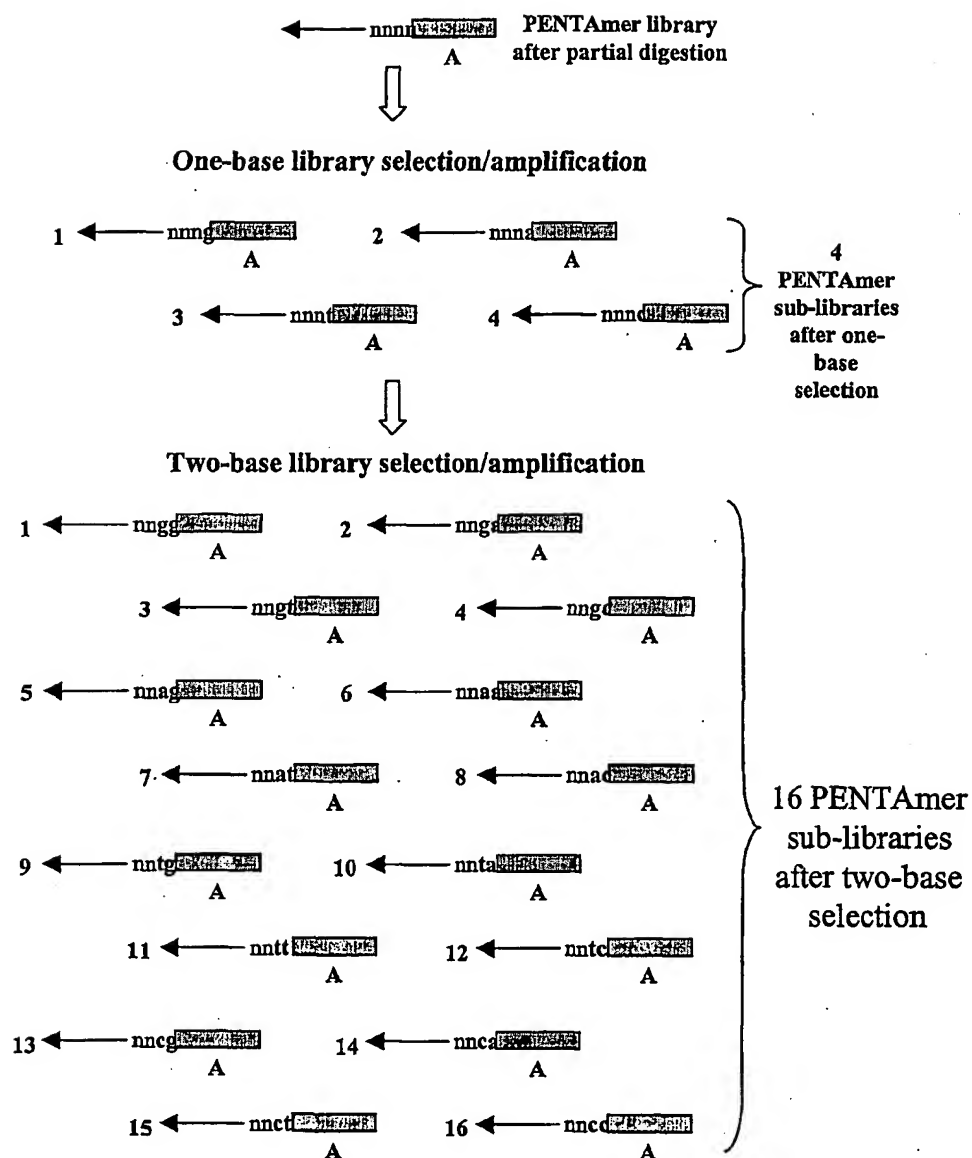 nnnn PENTAmer library
after partial digestion
A
One-base library selection/amplification
1 nnng 2 nnna
A A
3 nnnt 4 nnnc
A A
4
PENTAmer
sub-libraries
after one-
base
selection
Two-base library selection/amplification
1 nngg 2 nnga
A A
3 nngt 4 nngc
A A
5 nnag 6 nnaa
A A
7 nnat 8 nnac
A A
9 nntg 10 nnta
A A
11 nntt 12 nntc
A A
13 nncg 14 nnca
A A
15 nnct 16 nncc
A A
16 PENTAmer
sub-libraries
after two-base
selection